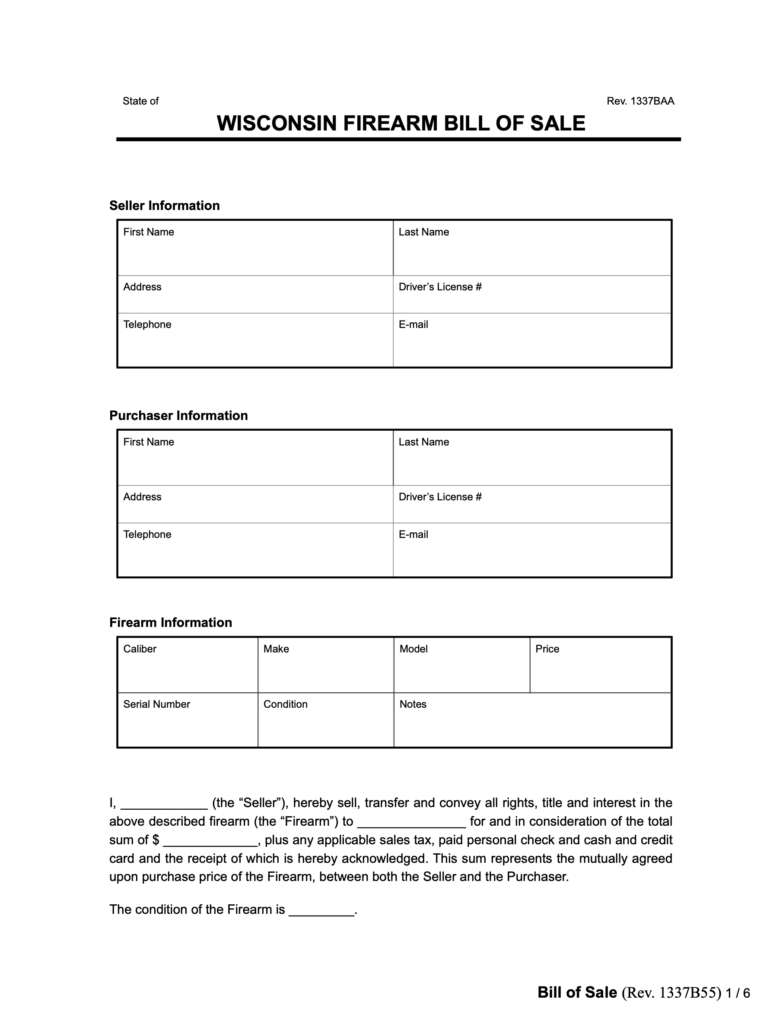 State of Rev. 1337BAA
WISCONSIN FIREARM BILL OF SALE
Seller Information
First Name Last Name
Address Driver’s License #
Telephone E-mail
Purchaser Information
First Name Last Name
Address Driver’s License #
Telephone E-mail
Firearm Information
Caliber Make Model Price
Serial Number Condition Notes
I, ____________ (the “Seller”), hereby sell, transfer and convey all rights, title and interest in the
above described firearm (the “Firearm”) to _______________ for and in consideration of the total
sum of $ _____________, plus any applicable sales tax, paid personal check and cash and credit
card and the receipt of which is hereby acknowledged. This sum represents the mutually agreed
upon purchase price of the Firearm, between both the Seller and the Purchaser.
The condition of the Firearm is _________.
Bill of Sale (Rev. 1337B55) 1 / 6